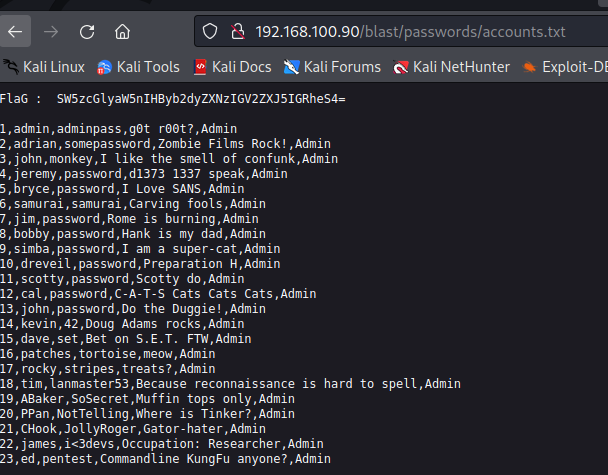 192.168.100.90/blast/passwords/accounts.txt
Kali Linux Kali Tools Kali Docs Kali Forums Kali NetHunter Exploit-DB
FlaG :  SW5zcGlyaW5nIHByb2dyZXNzIGV2ZXJ5IGRheS4=
1,admin,adminpass,g0t r00t?,Admin
2,adrian,somepassword,Zombie Films Rock!,Admin
3,john,monkey,I like the smell of confunk,Admin
4,jeremy,password,d1373 1337 speak,Admin
5,bryce,password,I Love SANS,Admin
6,samurai,samurai,Carving fools,Admin
7,jim,password,Rome is burning,Admin
8,bobby,password,Hank is my dad,Admin
9,simba,password,I am a super-cat,Admin
10,dreveil,password,Preparation H,Admin
11,scotty,password,Scotty do,Admin
12,cal,password,C-A-T-S Cats Cats Cats,Admin
13,john,password,Do the Duggie!,Admin
14,kevin,42,Doug Adams rocks,Admin
15,dave,set,Bet on S.E.T. FTW,Admin
16,patches,tortoise,meow,Admin
17,rocky,stripes,treats?,Admin
18,tim,lanmaster53,Because reconnaissance is hard to spell,Admin
19,ABaker,SoSecret,Muffin tops only,Admin
20,PPan,NotTelling,Where is Tinker?,Admin
21,CHook,JollyRoger,Gator-hater,Admin
22,james,i<3devs,Occupation: Researcher,Admin
23,ed,pentest,Commandline KungFu anyone?,Admin